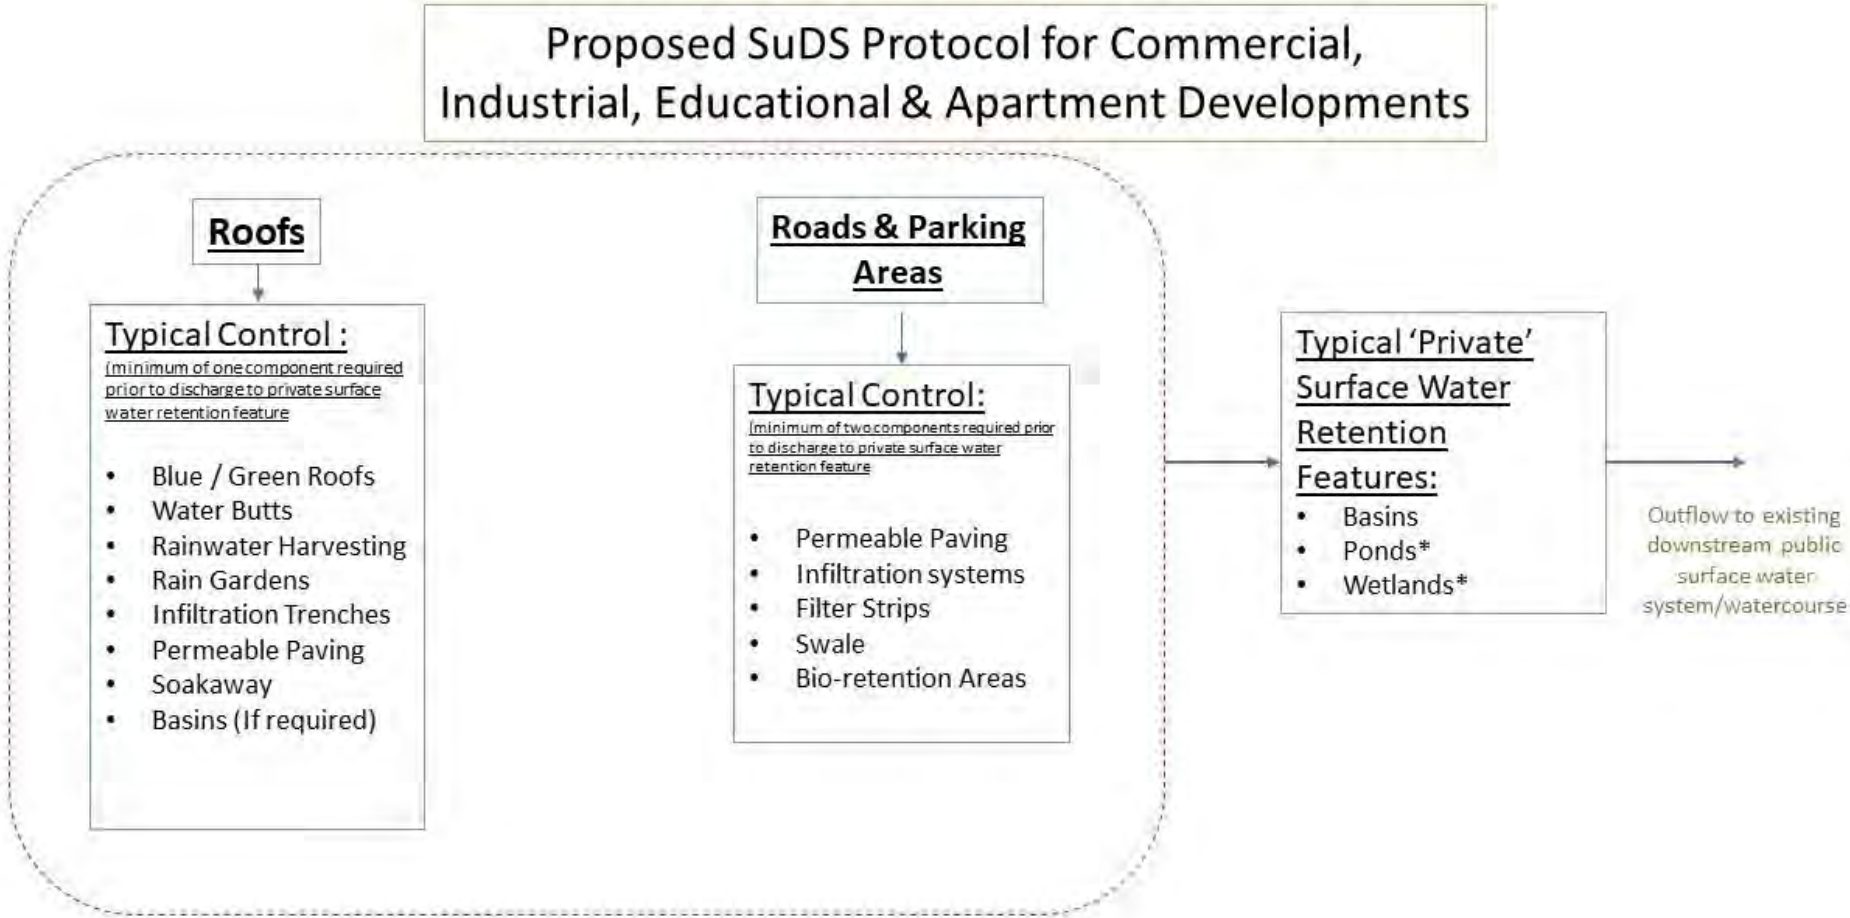 Proposed SuDS Protocol for Commercial,
Industrial, Educational & Apartment Developments
Roofs
Typical Control :
(minimum of one component required
prior to discharge to private surface
water retention feature
• Blue / Green Roofs
• Water Butts
• Rainwater Harvesting
• Rain Gardens
• Infiltration Trenches
• Permeable Paving
• Soakaway
• Basins (If required)
Roads & Parking
Areas
Typical Control:
(minimum of two components required prior
to discharge to private surface water
retention feature
• Permeable Paving
• Infiltration systems
• Filter Strips
• Swale
• Bio-retention Areas
Typical ‘Private’
Surface Water
Retention
Features:
• Basins
• Ponds*
• Wetlands*
Outflow to existing
downstream public
surface water
system/watercourse